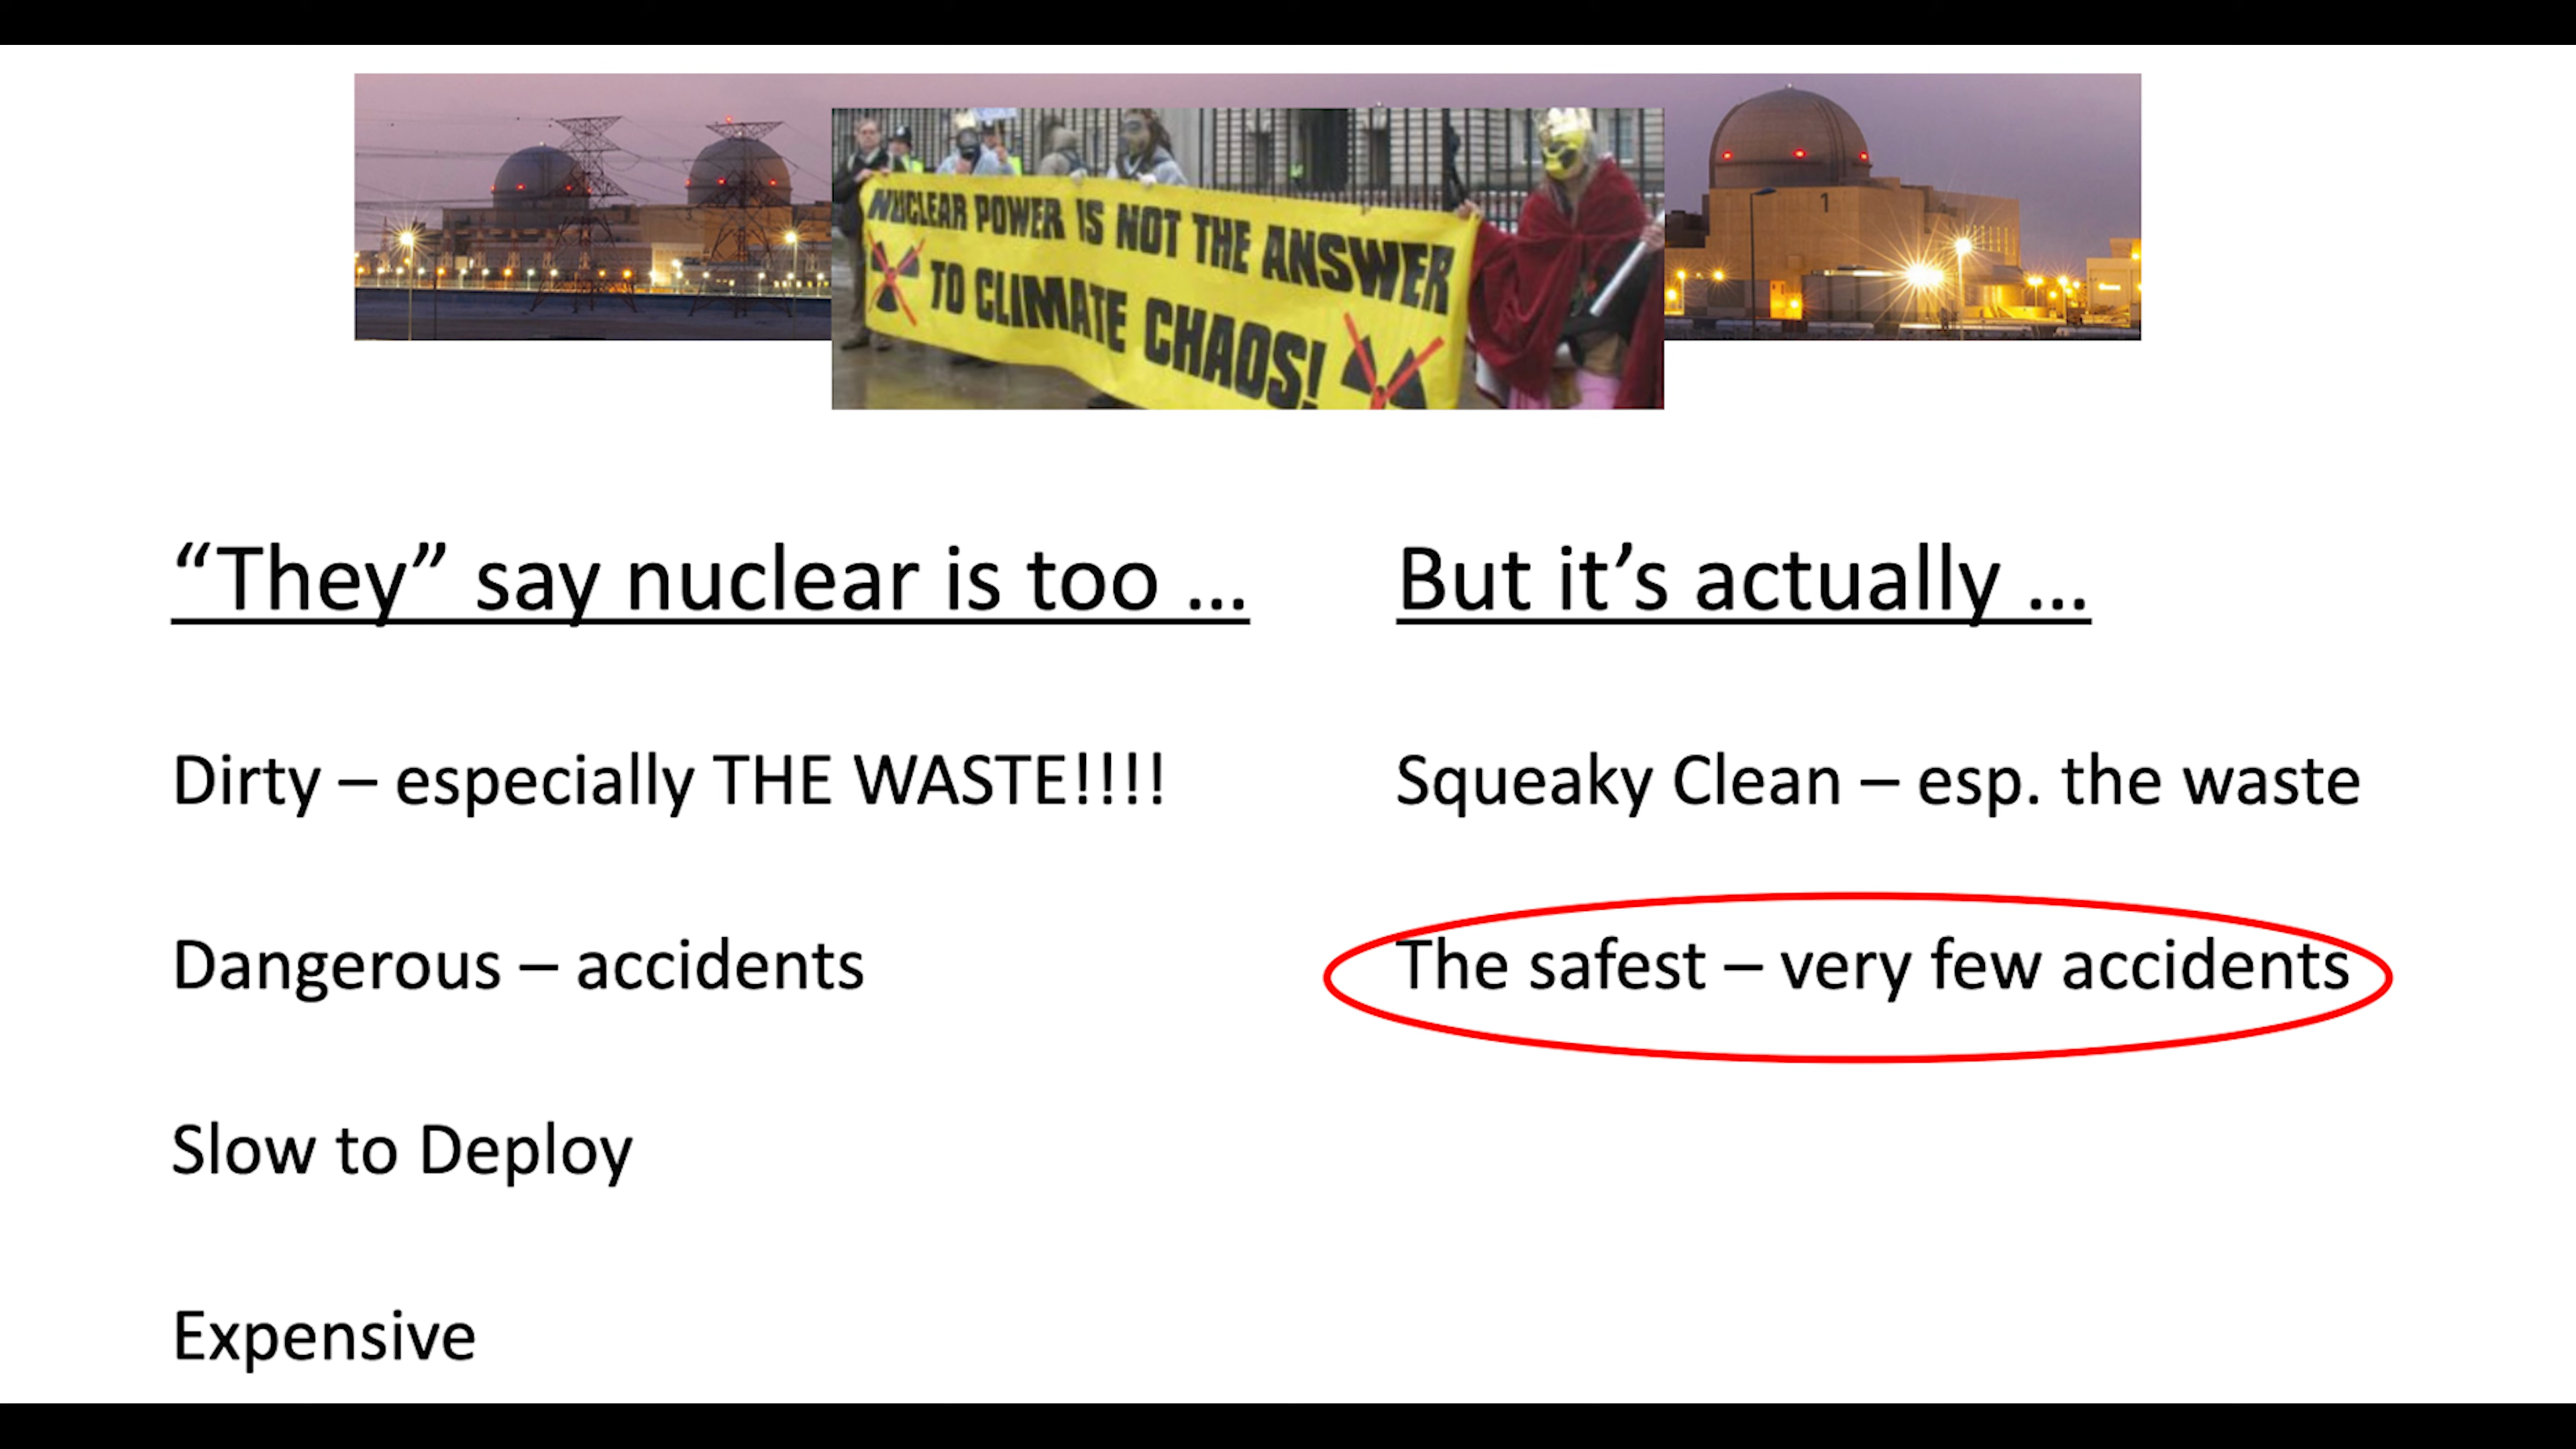 NUCLEAR POWER IS NOT THE ANSWER
TO CLIMATE CHAOS!
1
“They” say nuclear is too ...
But it’s actually ...
Dirty – especially THE WASTE!!!!
Squeaky Clean – esp. the waste
Dangerous – accidents
The safest – very few accidents
Slow to Deploy
Expensive